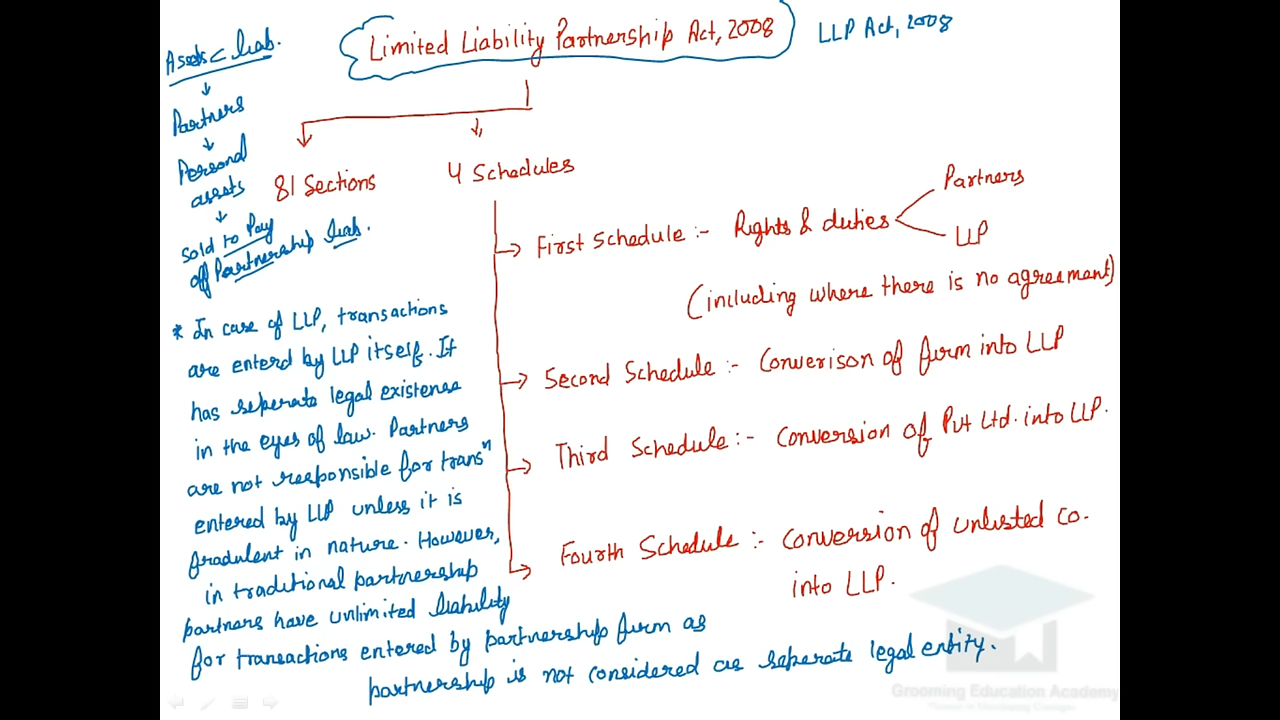 Limited Liability Partnership Act, 2008
LLP Act, 2008
Assets < liab.
Partners
Personal
assets
sold to Pay
off Partnership liab.
81 Sections
4 Schedules
First Schedule :- Rights & duties
Partners
LLP
(including where there is no agreement)
Second Schedule :- Converison of firm into LLP
Third Schedule :- Conversion of Pvt Ltd. into LLP.
Fourth Schedule :- Conversion of unlisted co.
into LLP.
* In case of LLP, transactions
are enterd by LLP itself. It
has seperate legal existense
in the eyes of law. Partners
are not responsible for transⁿ
entered by LLP unless it is
fradulent in nature. However,
in traditional partnership
partners have unlimited liability
for transactions entered by partnership firm as
partnership is not considered as seperate legal entity.
Grooming Education Academy